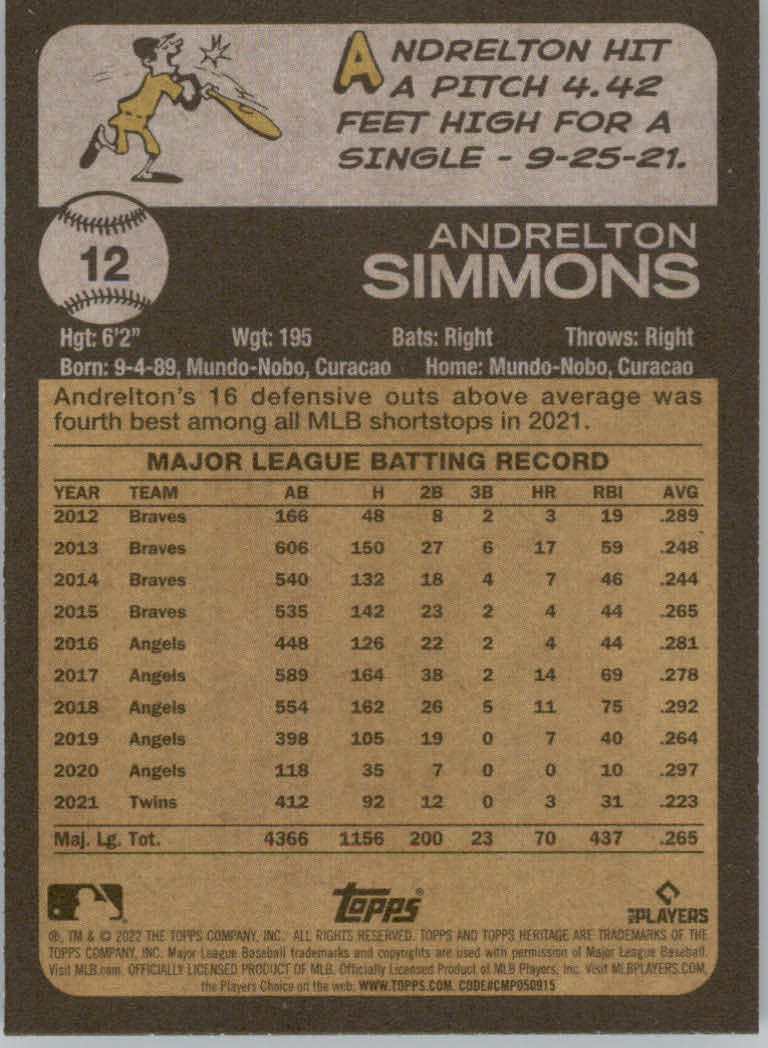 ANDRELTON HIT
A PITCH 4.42
FEET HIGH FOR A
SINGLE - 9-25-21.
12
ANDRELTON
SIMMONS
Hgt: 6'2" Wgt: 195 Bats: Right Throws: Right
Born: 9-4-89, Mundo-Nobo, Curacao Home: Mundo-Nobo, Curacao
Andrelton's 16 defensive outs above average was
fourth best among all MLB shortstops in 2021.
MAJOR LEAGUE BATTING RECORD
YEAR TEAM AB H 2B 3B HR RBI AVG
2012 Braves 166 48 8 2 3 19 .289
2013 Braves 606 150 27 6 17 59 .248
2014 Braves 540 132 18 4 7 46 .244
2015 Braves 535 142 23 2 4 44 .265
2016 Angels 448 126 22 2 4 44 .281
2017 Angels 589 164 38 2 14 69 .278
2018 Angels 554 162 26 5 11 75 .292
2019 Angels 398 105 19 0 7 40 .264
2020 Angels 118 35 7 0 0 10 .297
2021 Twins 412 92 12 0 3 31 .223
Maj. Lg. Tot. 4366 1156 200 23 70 437 .265
topps®
MLB PLAYERS
®, TM & © 2022 THE TOPPS COMPANY, INC. ALL RIGHTS RESERVED. TOPPS AND TOPPS HERITAGE ARE TRADEMARKS OF THE
TOPPS COMPANY, INC. Major League Baseball trademarks and copyrights are used with permission of Major League Baseball.
Visit MLB.com. OFFICIALLY LICENSED PRODUCT OF MLB. Officially Licensed Product of MLB Players, Inc. Visit MLBPLAYERS.COM,
the Players Choice on the web. WWW.TOPPS.COM. CODE#CMP050915